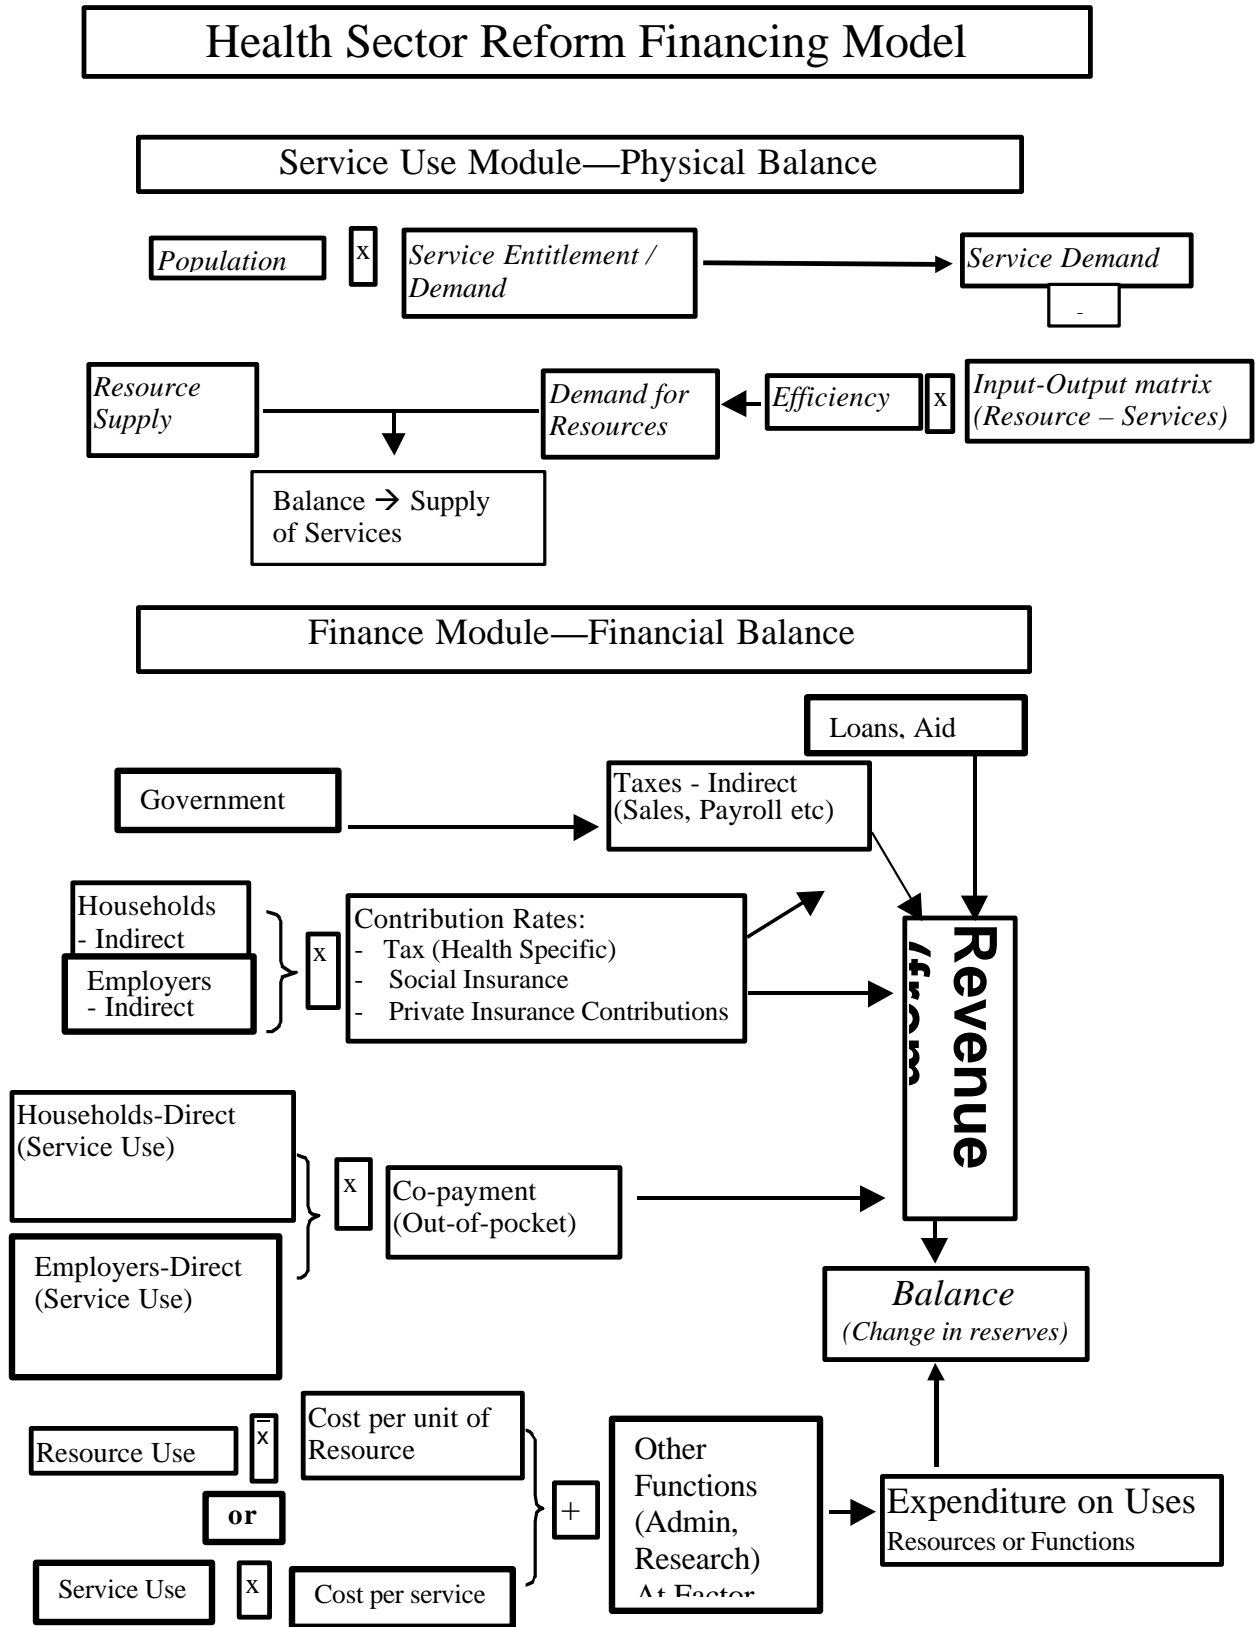 Health Sector Reform Financing Model
Service Use Module—Physical Balance
Population
x
Service Entitlement /
Demand
Service Demand
-
Resource
Supply
Demand for
Resources
Efficiency
x
Input-Output matrix
(Resource – Services)
Balance → Supply
of Services
Finance Module—Financial Balance
Loans, Aid
Government
Taxes - Indirect
(Sales, Payroll etc)
Households
- Indirect
Employers
- Indirect
x
Contribution Rates:
- Tax (Health Specific)
- Social Insurance
- Private Insurance Contributions
Revenue
(from
Households-Direct
(Service Use)
Employers-Direct
(Service Use)
x
Co-payment
(Out-of-pocket)
Balance
(Change in reserves)
Resource Use
x
Cost per unit of
Resource
or
Service Use
x
Cost per service
+
Other
Functions
(Admin,
Research)
At Factor
Expenditure on Uses
Resources or Functions